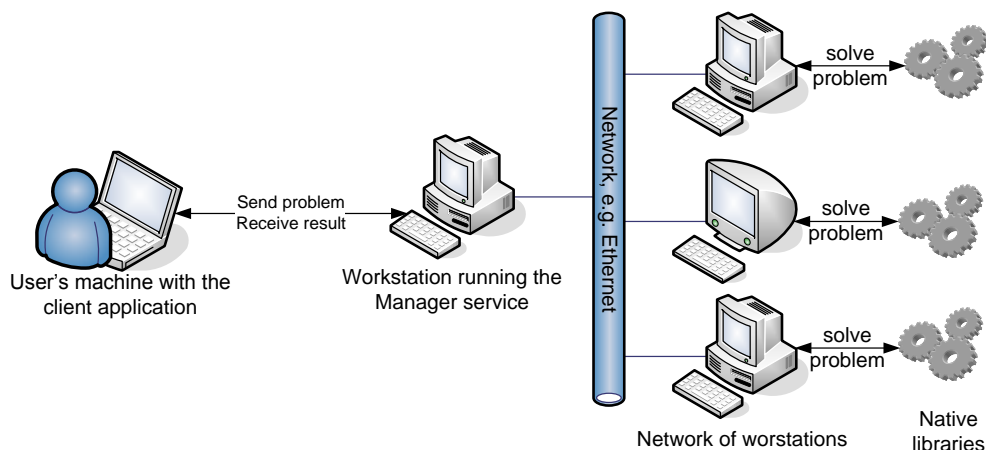 User's machine with the
client application
Send problem
Receive result
Workstation running the
Manager service
Network, e.g. Ethernet
solve
problem
solve
problem
solve
problem
Network of worstations
Native
libraries